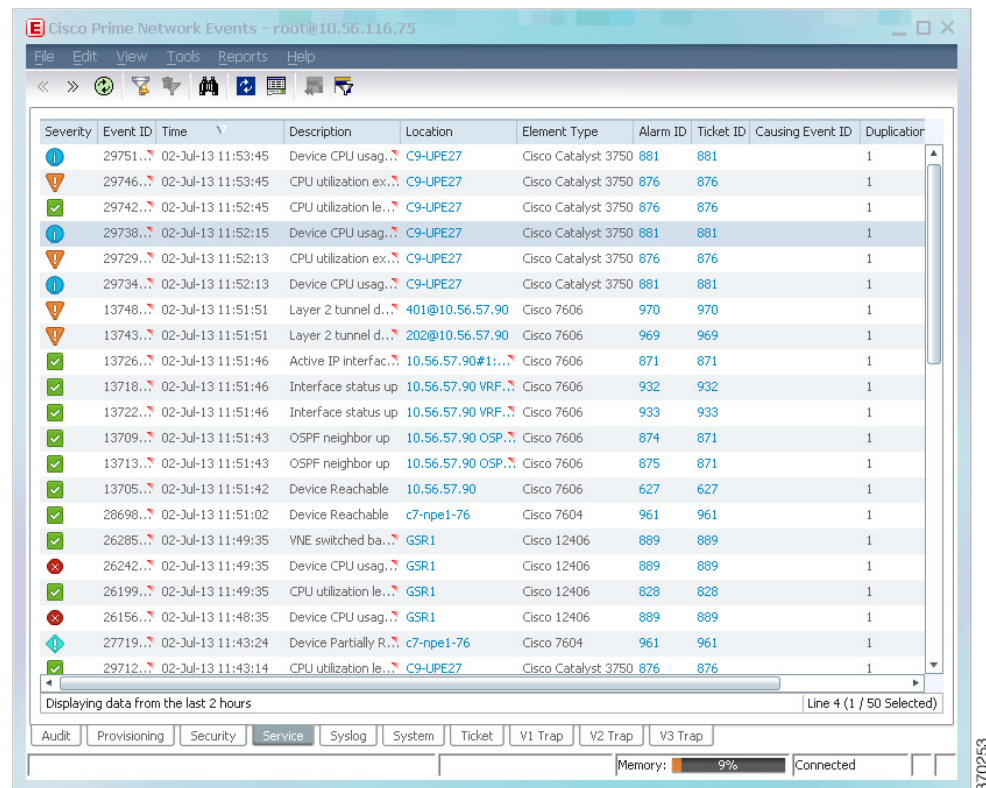 Cisco Prime Network Events - root@10.56.116.75
File Edit View Tools Reports Help
Severity Event ID Time Description Location Element Type Alarm ID Ticket ID Causing Event ID Duplication
29751... 02-Jul-13 11:53:45 Device CPU usag... C9-UPE27 Cisco Catalyst 3750 881 881 1
29746... 02-Jul-13 11:53:45 CPU utilization ex... C9-UPE27 Cisco Catalyst 3750 876 876 1
29742... 02-Jul-13 11:52:45 CPU utilization le... C9-UPE27 Cisco Catalyst 3750 876 876 1
29738... 02-Jul-13 11:52:15 Device CPU usag... C9-UPE27 Cisco Catalyst 3750 881 881 1
29729... 02-Jul-13 11:52:13 CPU utilization ex... C9-UPE27 Cisco Catalyst 3750 876 876 1
29734... 02-Jul-13 11:52:13 Device CPU usag... C9-UPE27 Cisco Catalyst 3750 881 881 1
13748... 02-Jul-13 11:51:51 Layer 2 tunnel d... 401@10.56.57.90 Cisco 7606 970 970 1
13743... 02-Jul-13 11:51:51 Layer 2 tunnel d... 202@10.56.57.90 Cisco 7606 969 969 1
13726... 02-Jul-13 11:51:46 Active IP interfac... 10.56.57.90#1:... Cisco 7606 871 871 1
13718... 02-Jul-13 11:51:46 Interface status up 10.56.57.90 VRF... Cisco 7606 932 932 1
13722... 02-Jul-13 11:51:46 Interface status up 10.56.57.90 VRF... Cisco 7606 933 933 1
13709... 02-Jul-13 11:51:43 OSPF neighbor up 10.56.57.90 OSP... Cisco 7606 874 871 1
13713... 02-Jul-13 11:51:43 OSPF neighbor up 10.56.57.90 OSP... Cisco 7606 875 871 1
13705... 02-Jul-13 11:51:42 Device Reachable 10.56.57.90 Cisco 7606 627 627 1
28698... 02-Jul-13 11:51:02 Device Reachable c7-npe1-76 Cisco 7604 961 961 1
26285... 02-Jul-13 11:49:35 VNE switched ba... GSR1 Cisco 12406 889 889 1
26242... 02-Jul-13 11:49:35 Device CPU usag... GSR1 Cisco 12406 889 889 1
26199... 02-Jul-13 11:49:35 CPU utilization le... GSR1 Cisco 12406 828 828 1
26156... 02-Jul-13 11:48:35 Device CPU usag... GSR1 Cisco 12406 889 889 1
27719... 02-Jul-13 11:43:24 Device Partially R... c7-npe1-76 Cisco 7604 961 961 1
29712... 02-Jul-13 11:43:14 CPU utilization le... C9-UPE27 Cisco Catalyst 3750 876 876 1
Displaying data from the last 2 hours Line 4 (1 / 50 Selected)
Audit Provisioning Security Service Syslog System Ticket V1 Trap V2 Trap V3 Trap
Memory: 9% Connected
370253